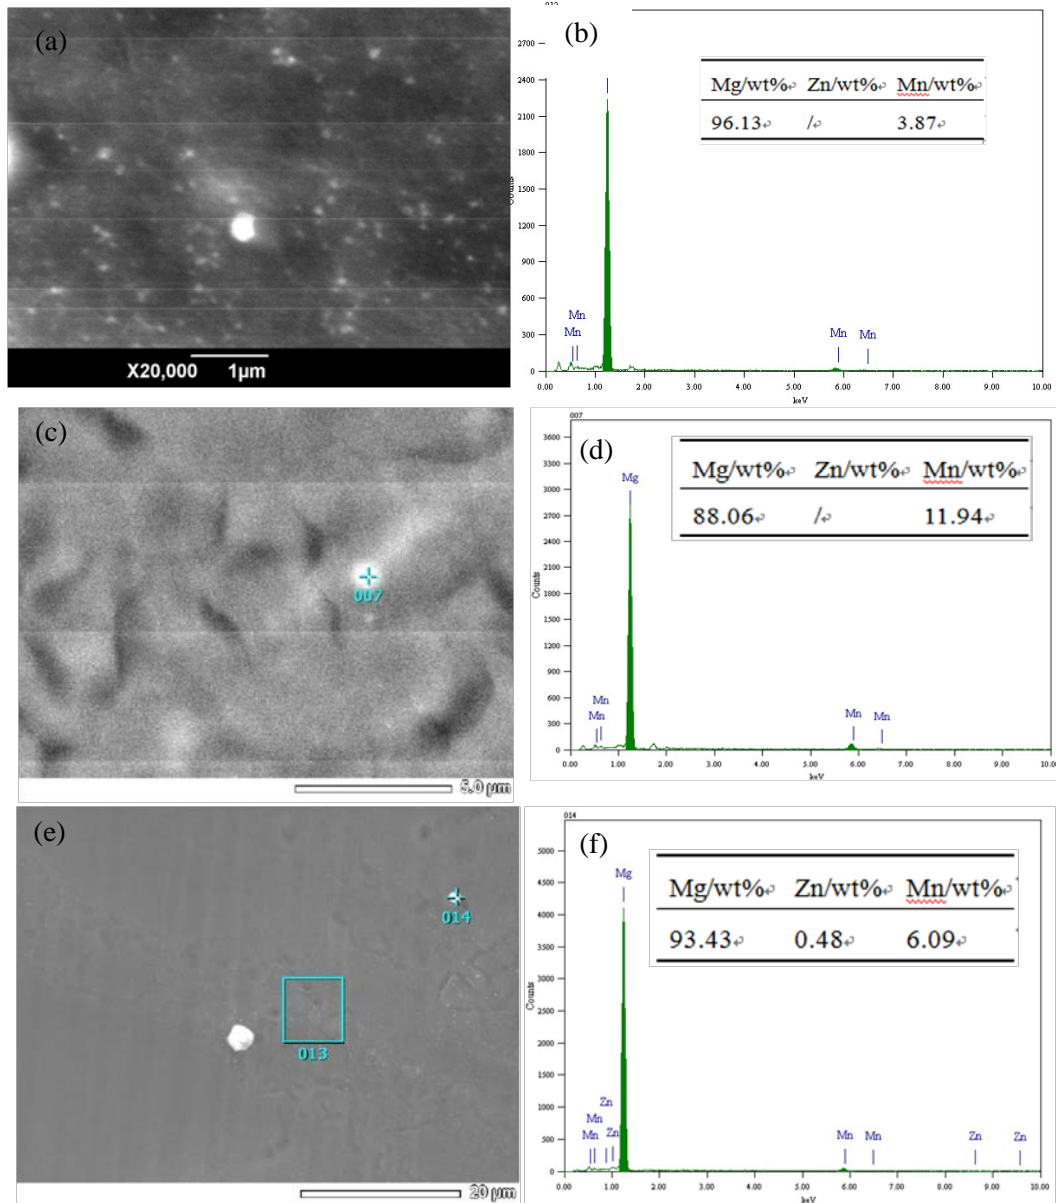 (a)
X20,000 1μm
(b)
2700
2400
2100
1800
1500
1200
900
600
300
0
Counts
Mn
Mn
Mn
Mn
0.00 1.00 2.00 3.00 4.00 5.00 6.00 7.00 8.00 9.00 10.00
keV
Mg/wt% Zn/wt% Mn/wt%
96.13 / 3.87
(c)
007
5.0 μm
007
(d)
3600
3300
3000
2700
2400
2100
1800
1500
1200
900
600
300
0
Counts
Mg
Mn
Mn
Mn
Mn
0.00 1.00 2.00 3.00 4.00 5.00 6.00 7.00 8.00 9.00 10.00
keV
Mg/wt% Zn/wt% Mn/wt%
88.06 / 11.94
(e)
014
013
20 μm
014
(f)
5000
4500
4000
3500
3000
2500
2000
1500
1000
500
0
Counts
Mg
Zn
Mn
Mn
Zn
Mn
Mn
Zn
Zn
0.00 1.00 2.00 3.00 4.00 5.00 6.00 7.00 8.00 9.00 10.00
keV
Mg/wt% Zn/wt% Mn/wt%
93.43 0.48 6.09